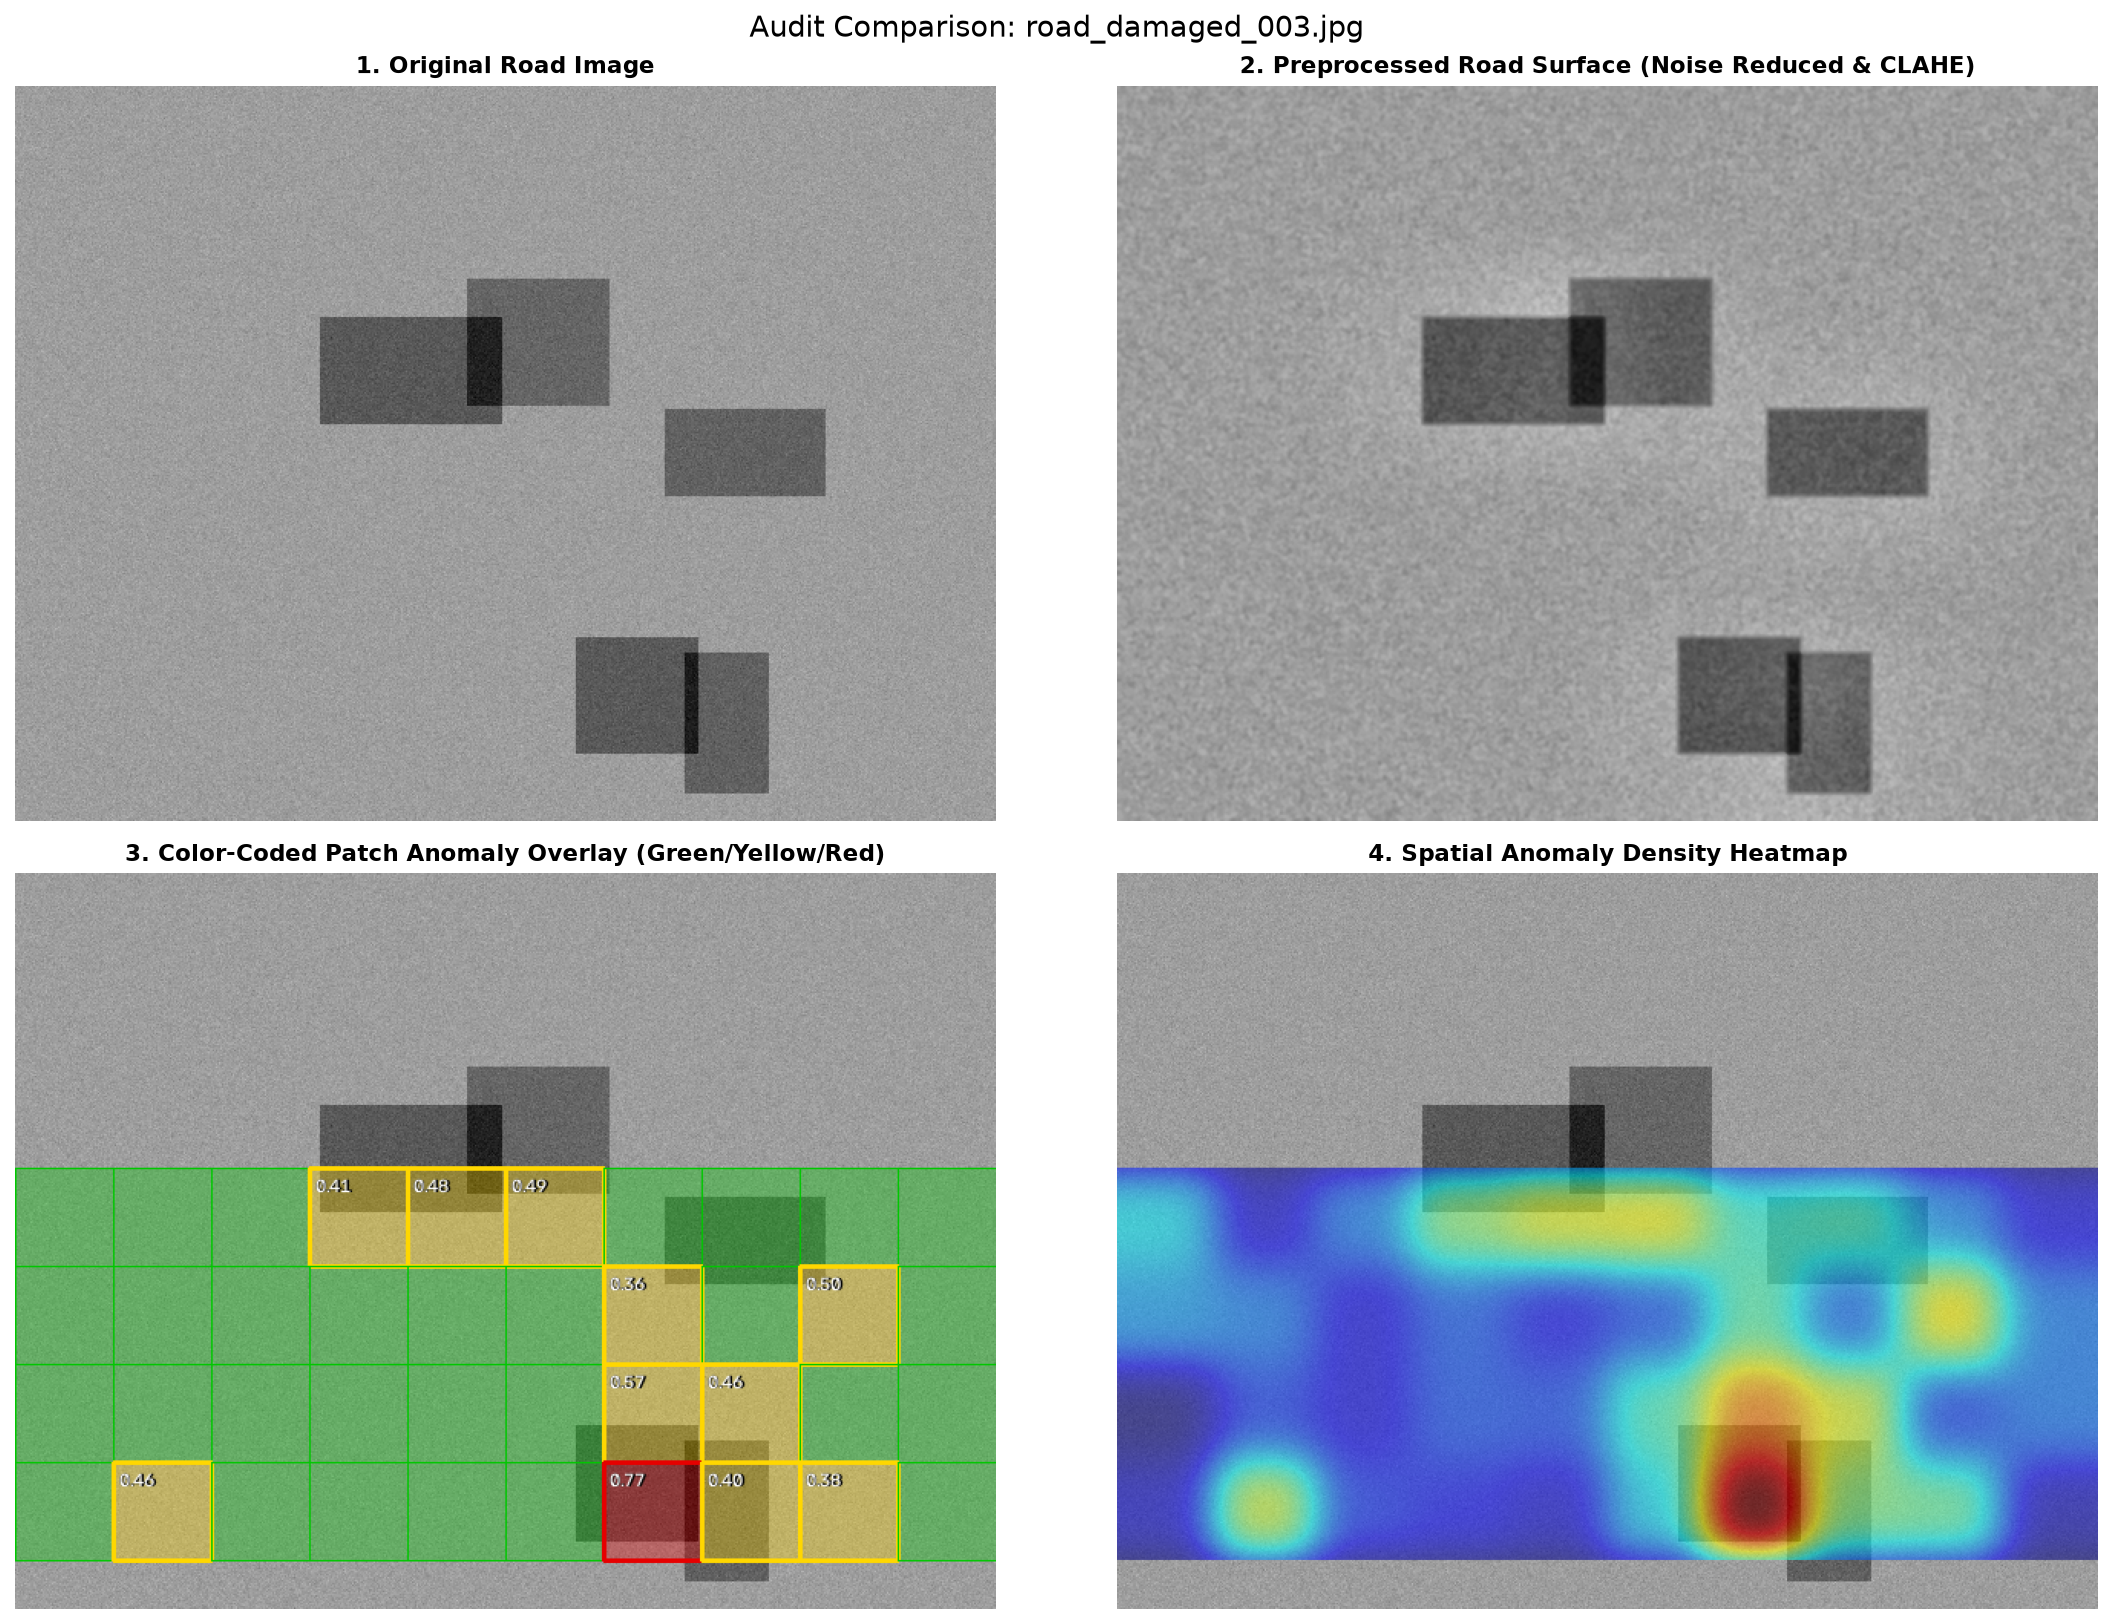 Audit Comparison: road_damaged_003.jpg
1. Original Road Image
2. Preprocessed Road Surface (Noise Reduced & CLAHE)
3. Color-Coded Patch Anomaly Overlay (Green/Yellow/Red)
4. Spatial Anomaly Density Heatmap
0.41 0.48 0.49
0.36 0.50
0.57 0.46
0.46 0.77 0.40 0.38